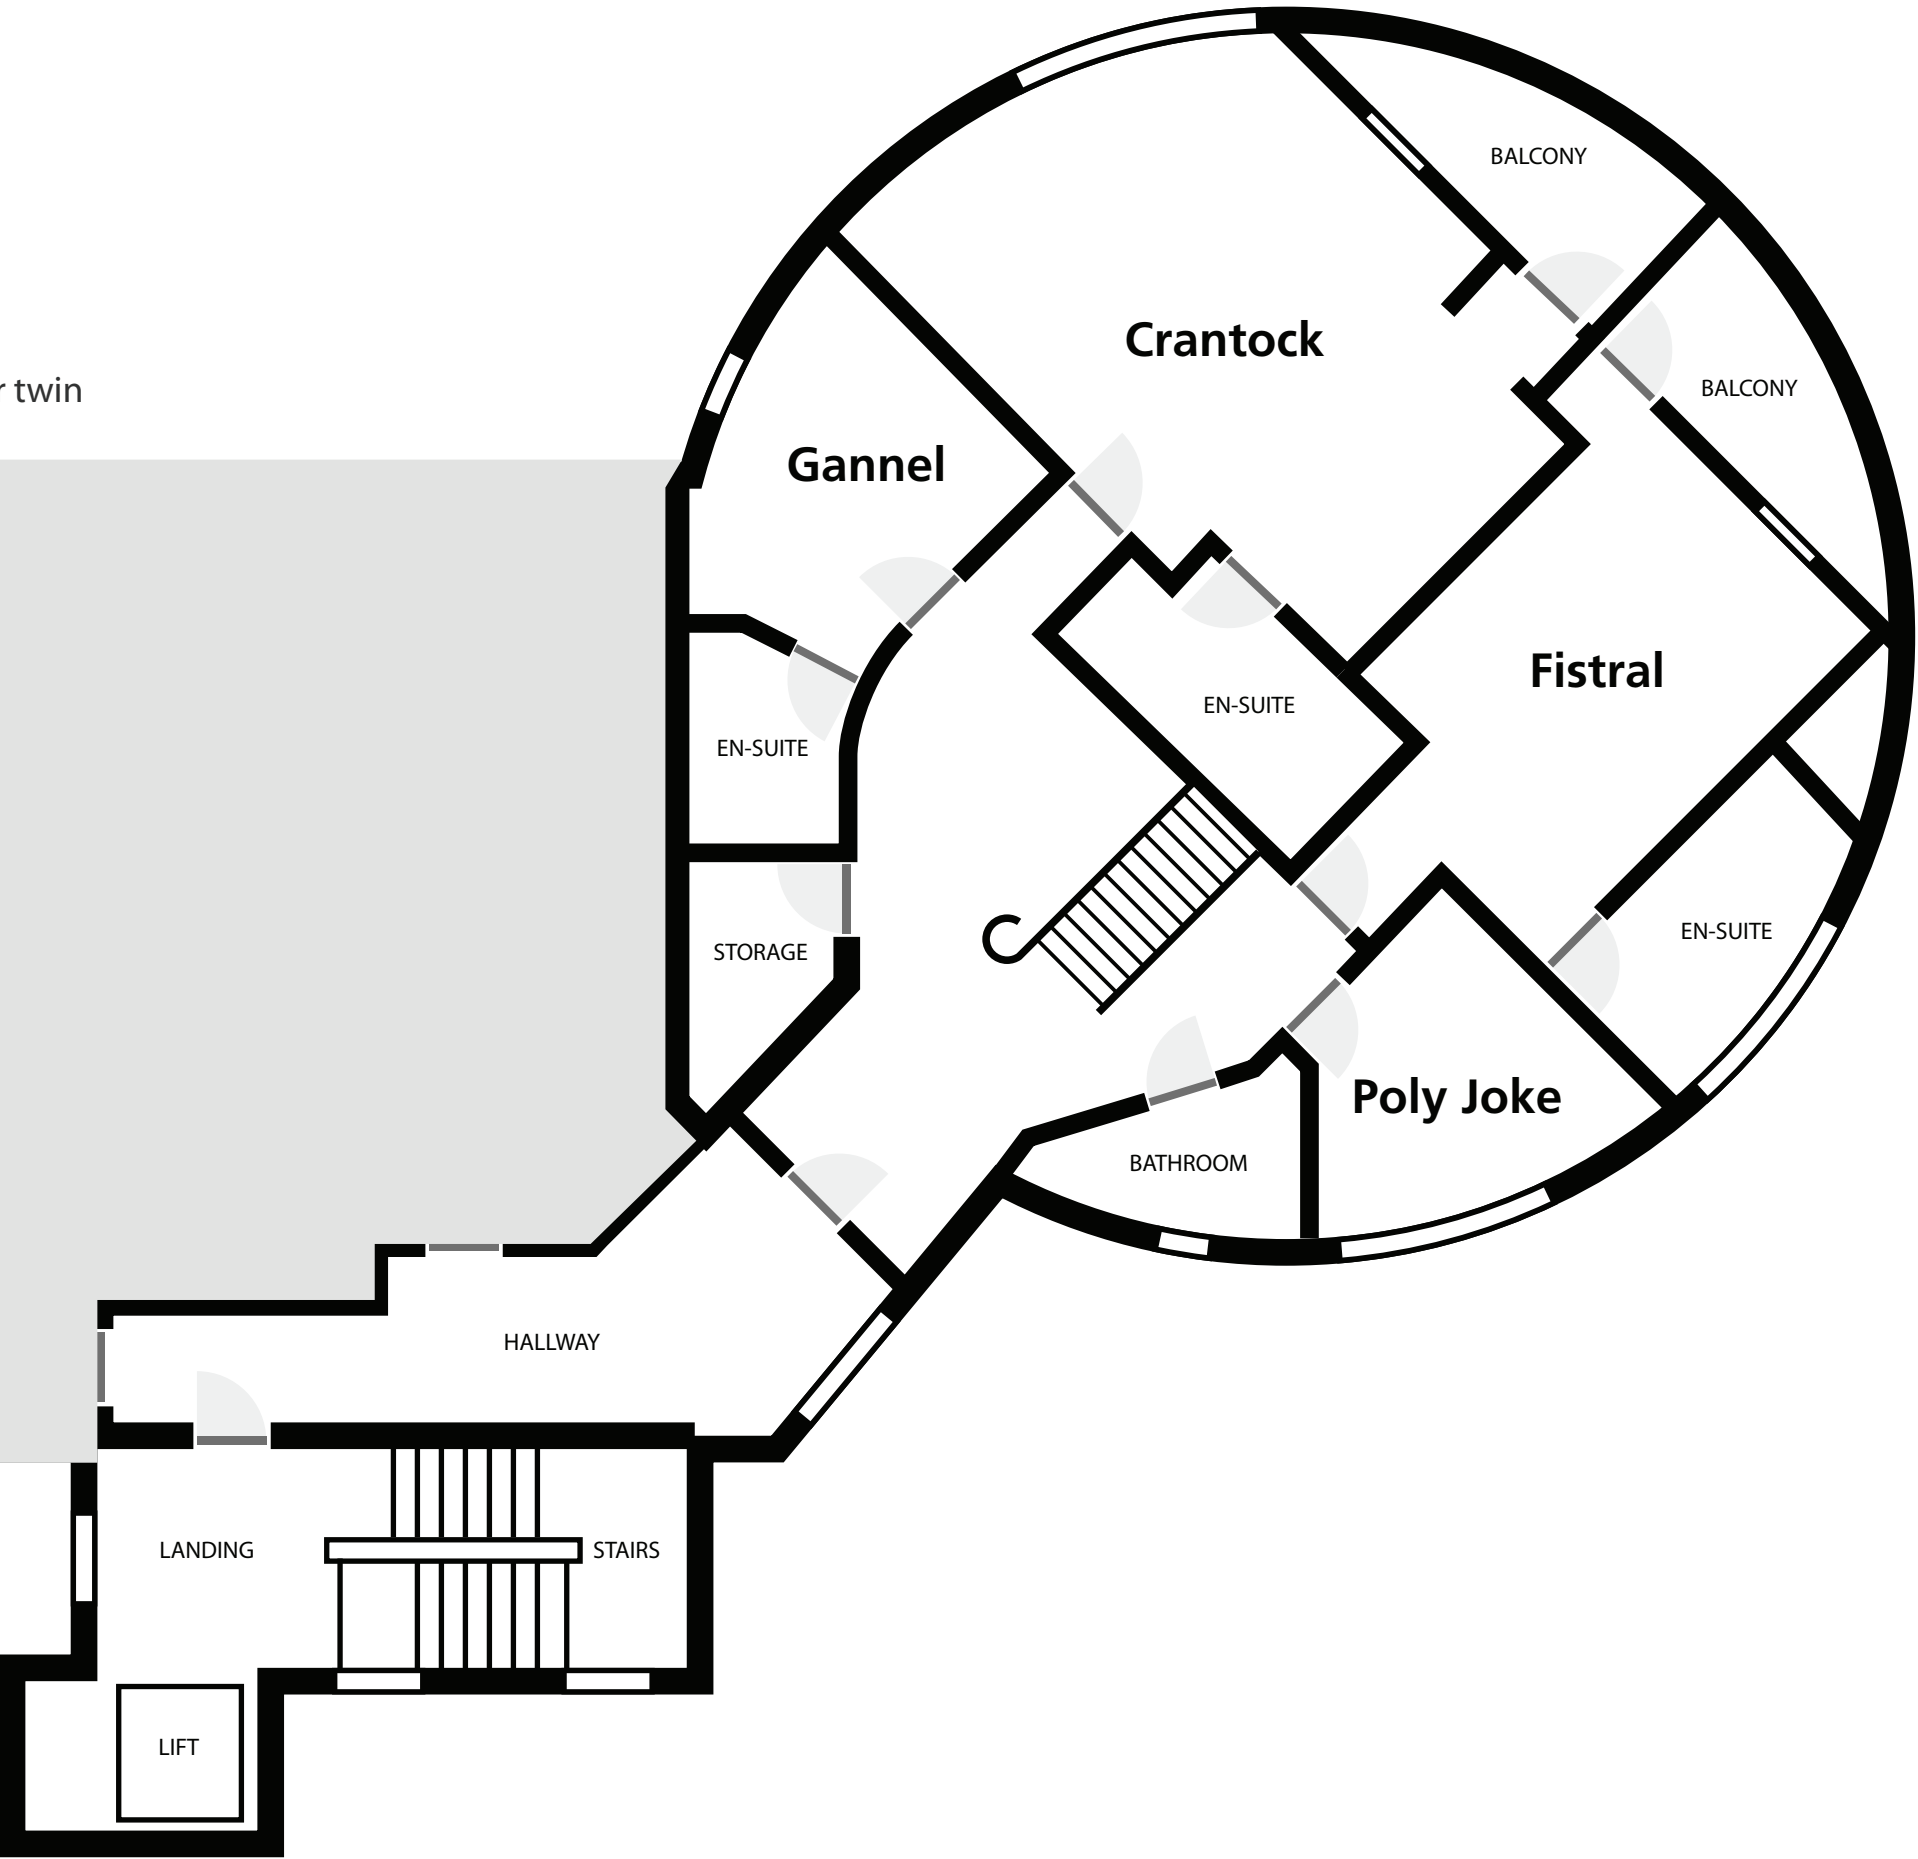 BALCONY
Crantock
BALCONY
r twin
Gannel
Fistral
EN-SUITE
EN-SUITE
EN-SUITE
STORAGE
Poly Joke
BATHROOM
HALLWAY
LANDING
STAIRS
LIFT